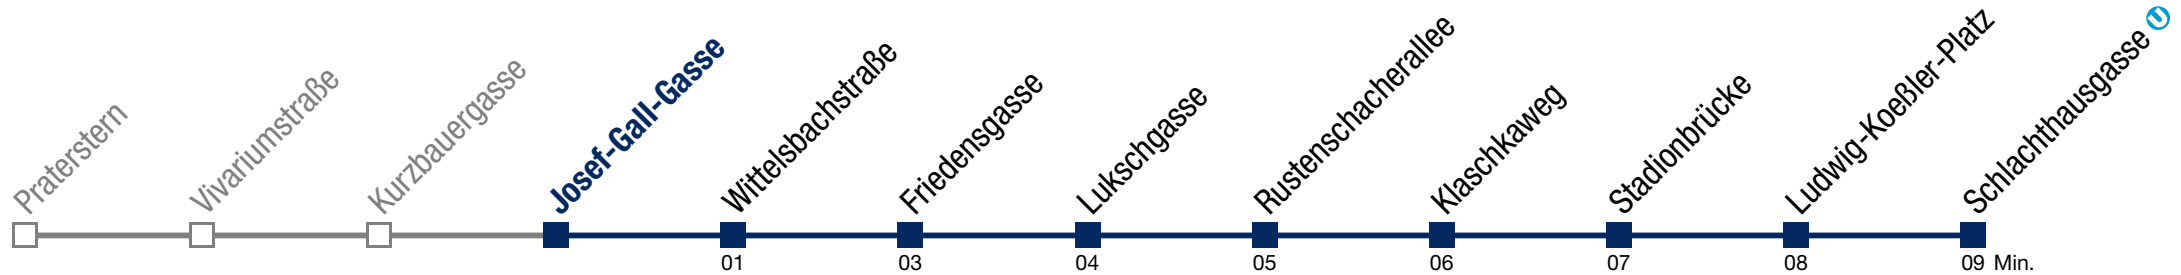 Praterstern
Vivariumstraße
Kurzbauergasse
Josef-Gall-Gasse
Wittelsbachstraße
Friedensgasse
Lukschgasse
Rustenschacherallee
Klaschkaweg
Stadionbrücke
Ludwig-Koeßler-Platz
Schlachthausgasse U
01 03 04 05 06 07 08 09 Min.